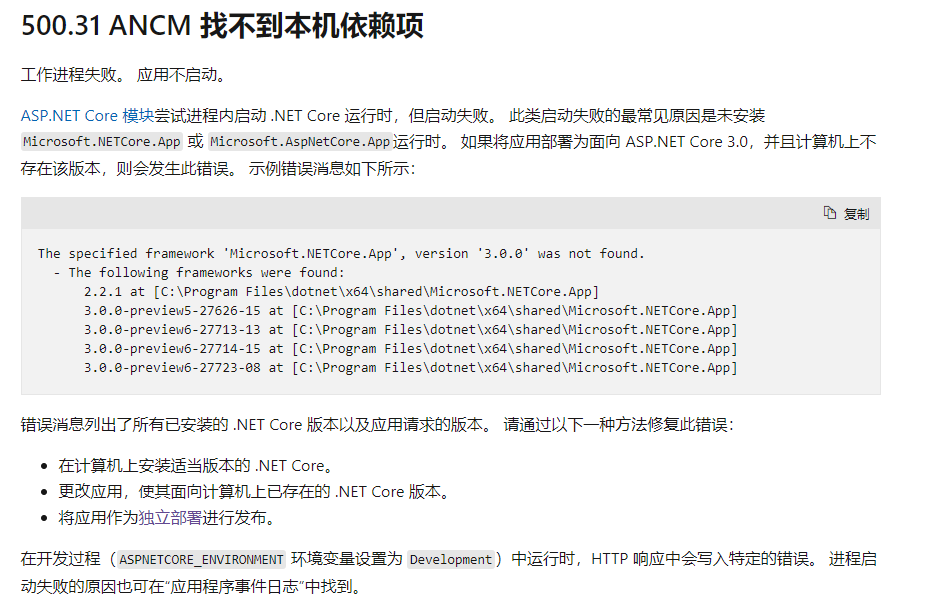 500.31 ANCM 找不到本机依赖项
工作进程失败。 应用不启动。
ASP.NET Core 模块尝试进程内启动 .NET Core 运行时，但启动失败。 此类启动失败的最常见原因是未安装
Microsoft.NETCore.App 或 Microsoft.AspNetCore.App运行时。 如果将应用部署为面向 ASP.NET Core 3.0，并且计算机上不
存在该版本，则会发生此错误。 示例错误消息如下所示：
复制
The specified framework 'Microsoft.NETCore.App', version '3.0.0' was not found.
- The following frameworks were found:
2.2.1 at [C:\Program Files\dotnet\x64\shared\Microsoft.NETCore.App]
3.0.0-preview5-27626-15 at [C:\Program Files\dotnet\x64\shared\Microsoft.NETCore.App]
3.0.0-preview6-27713-13 at [C:\Program Files\dotnet\x64\shared\Microsoft.NETCore.App]
3.0.0-preview6-27714-15 at [C:\Program Files\dotnet\x64\shared\Microsoft.NETCore.App]
3.0.0-preview6-27723-08 at [C:\Program Files\dotnet\x64\shared\Microsoft.NETCore.App]
错误消息列出了所有已安装的 .NET Core 版本以及应用请求的版本。 请通过以下一种方法修复此错误：
• 在计算机上安装适当版本的 .NET Core。
• 更改应用，使其面向计算机上已存在的 .NET Core 版本。
• 将应用作为独立部署进行发布。
在开发过程（ASPNETCORE_ENVIRONMENT 环境变量设置为 Development）中运行时，HTTP 响应中会写入特定的错误。 进程启
动失败的原因也可在“应用程序事件日志”中找到。